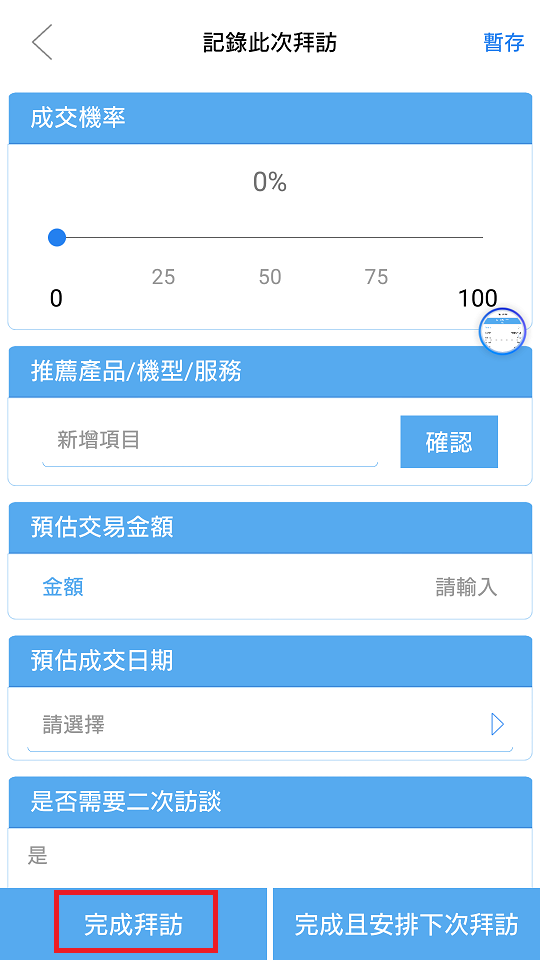 記錄此次拜訪
暫存
成交機率
0%
25 50 75
0 100
推薦產品/機型/服務
新增項目
確認
預估交易金額
金額 請輸入
預估成交日期
請選擇
是否需要二次訪談
是
完成拜訪 完成且安排下次拜訪